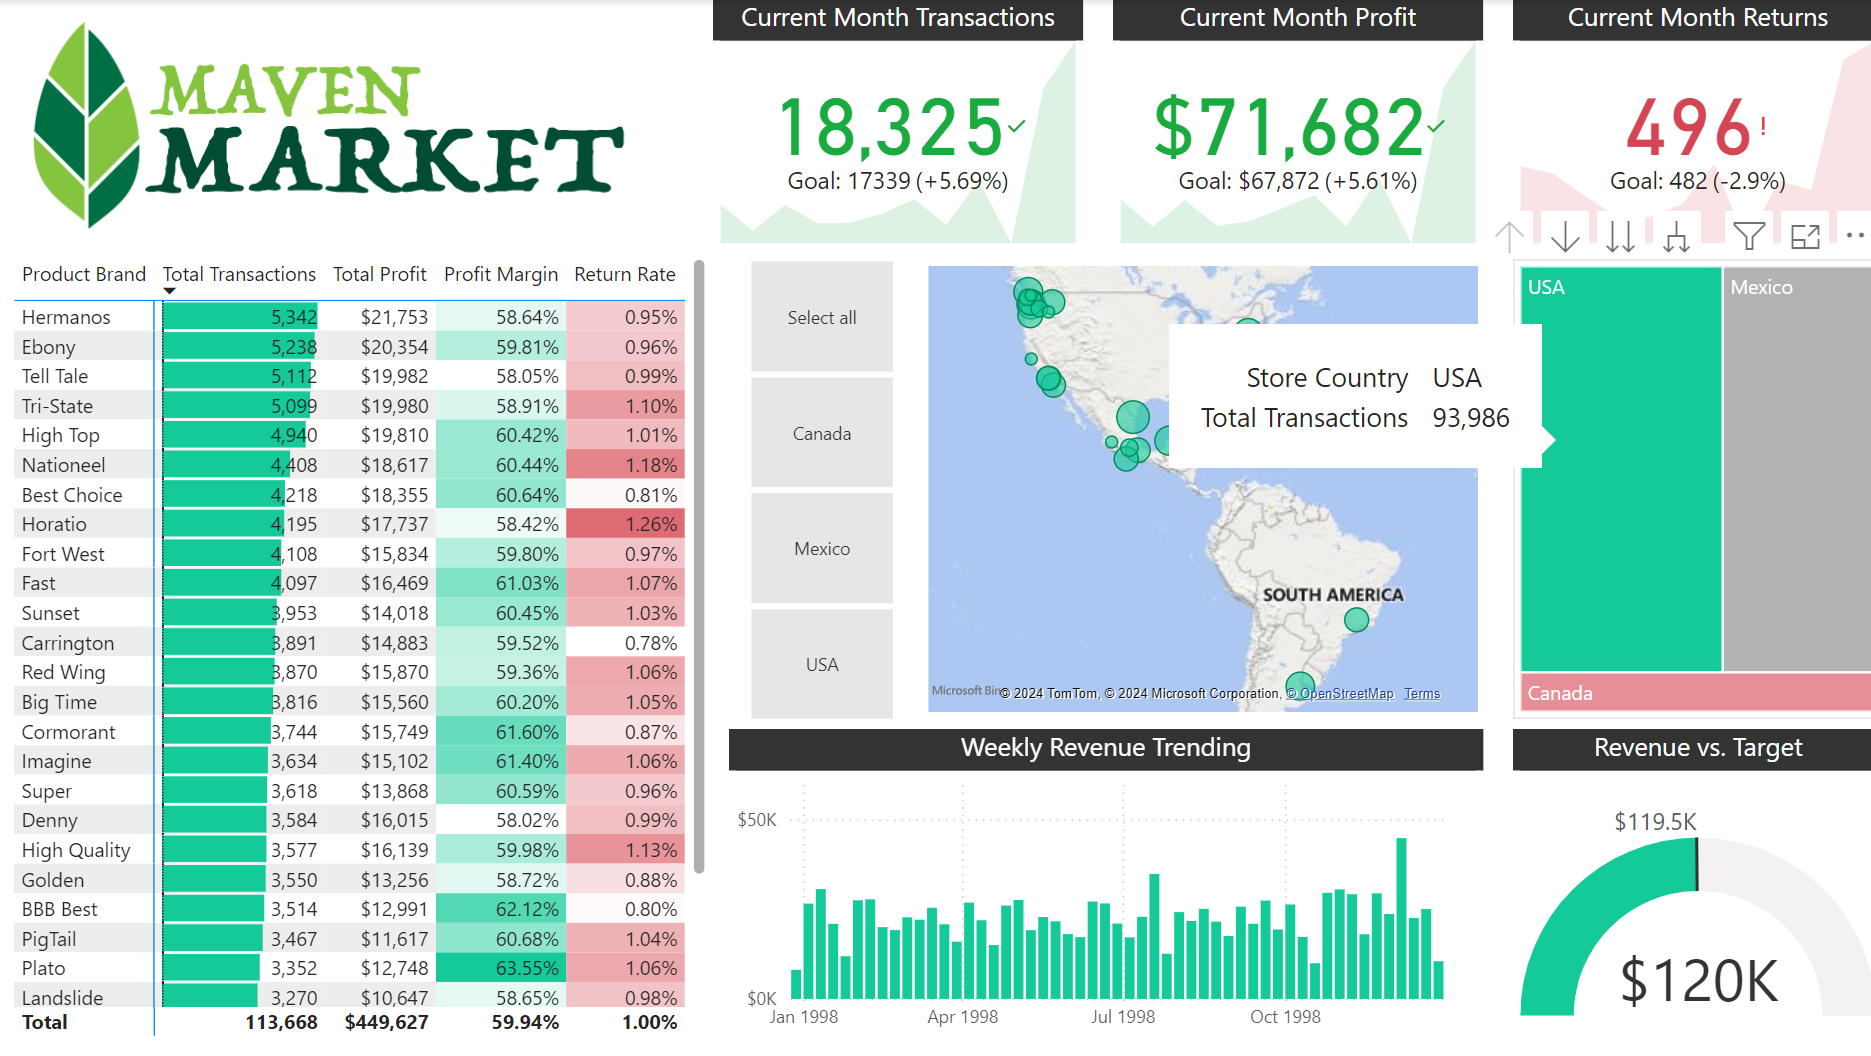 MAVEN
MARKET
Current Month Transactions
18,325
Goal: 17339 (+5.69%)
Current Month Profit
$71,682
Goal: $67,872 (+5.61%)
Current Month Returns
496!
Goal: 482 (-2.9%)
Product Brand Total Transactions Total Profit Profit Margin Return Rate
Hermanos 5,342 $21,753 58.64% 0.95%
Ebony 5,238 $20,354 59.81% 0.96%
Tell Tale 5,112 $19,982 58.05% 0.99%
Tri-State 5,099 $19,980 58.91% 1.10%
High Top 4,940 $19,810 60.42% 1.01%
Nationeel 4,408 $18,617 60.44% 1.18%
Best Choice 4,218 $18,355 60.64% 0.81%
Horatio 4,195 $17,737 58.42% 1.26%
Fort West 4,108 $15,834 59.80% 0.97%
Fast 4,097 $16,469 61.03% 1.07%
Sunset 3,953 $14,018 60.45% 1.03%
Carrington 3,891 $14,883 59.52% 0.78%
Red Wing 3,870 $15,870 59.36% 1.06%
Big Time 3,816 $15,560 60.20% 1.05%
Cormorant 3,744 $15,749 61.60% 0.87%
Imagine 3,634 $15,102 61.40% 1.06%
Super 3,618 $13,868 60.59% 0.96%
Denny 3,584 $16,015 58.02% 0.99%
High Quality 3,577 $16,139 59.98% 1.13%
Golden 3,550 $13,256 58.72% 0.88%
BBB Best 3,514 $12,991 62.12% 0.80%
PigTail 3,467 $11,617 60.68% 1.04%
Plato 3,352 $12,748 63.55% 1.06%
Landslide 3,270 $10,647 58.65% 0.98%
Total 113,668 $449,627 59.94% 1.00%
Select all
Canada
Mexico
USA
SOUTH AMERICA
Microsoft Bin
© 2024 TomTom, © 2024 Microsoft Corporation, © OpenStreetMap Terms
Store Country USA
Total Transactions 93,986
USA
Mexico
Canada
Weekly Revenue Trending
$50K
$0K
Jan 1998 Apr 1998 Jul 1998 Oct 1998
Revenue vs. Target
$119.5K
$120K